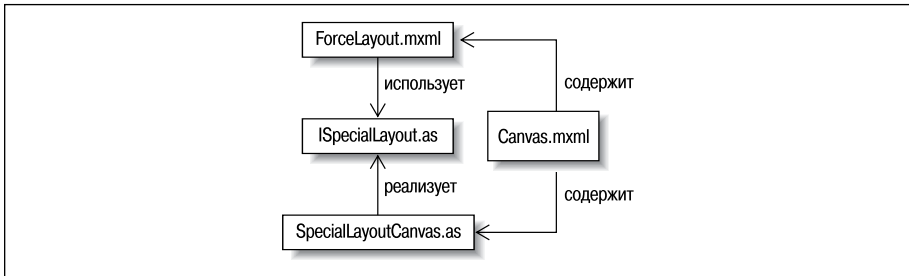 ForceLayout.mxml
использует
содержит
ISpecialLayout.as
Canvas.mxml
реализует
содержит
SpecialLayoutCanvas.as